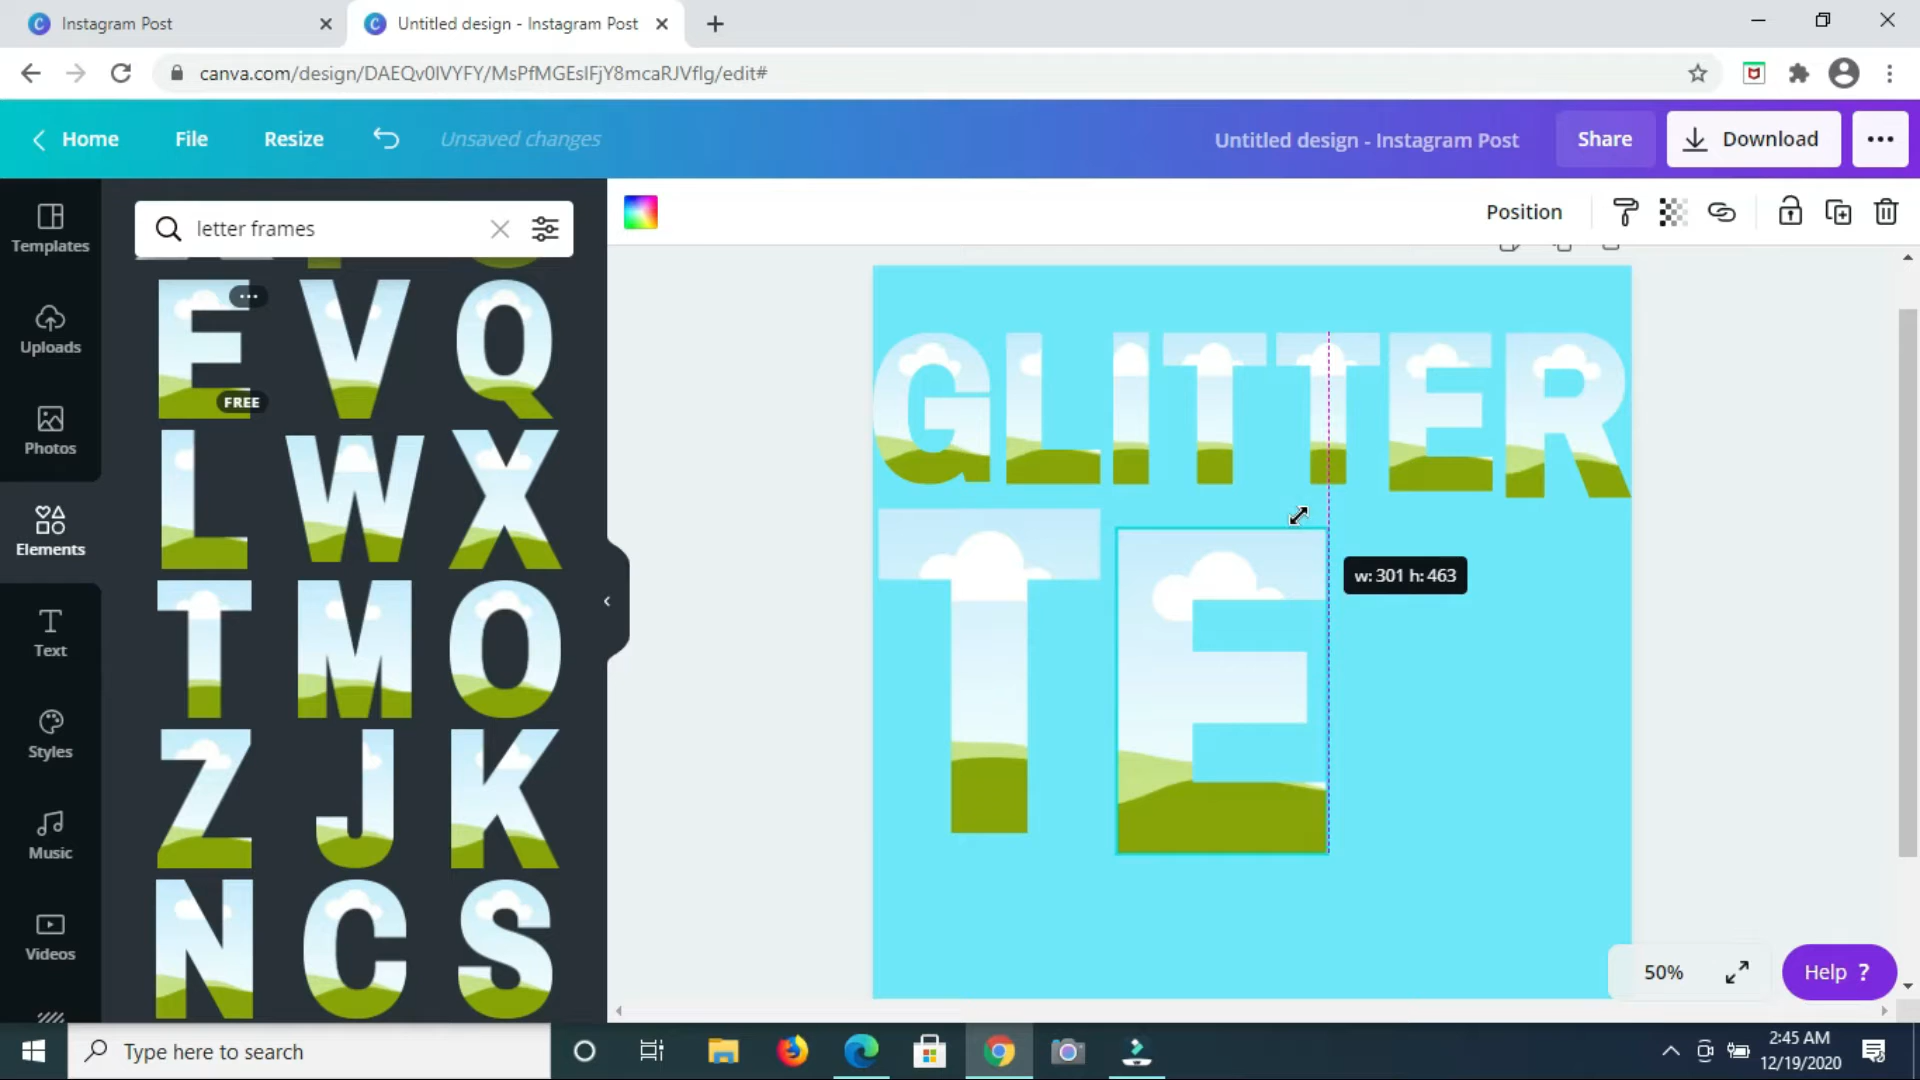 Instagram Post
Untitled design - Instagram Post
canva.com/design/DAEQv0lVYFY/MsPfMGEsIFjY8mcaRJVflg/edit#
Home
File
Resize
Unsaved changes
Untitled design - Instagram Post
Share
Download
Templates
Uploads
Photos
Elements
Text
Styles
Music
Videos
letter frames
Position
E V Q
FREE
L W X
T M O
Z J K
N C S
GLITTER
TE
w: 301 h: 463
50%
Help ?
Type here to search
2:45 AM
12/19/2020